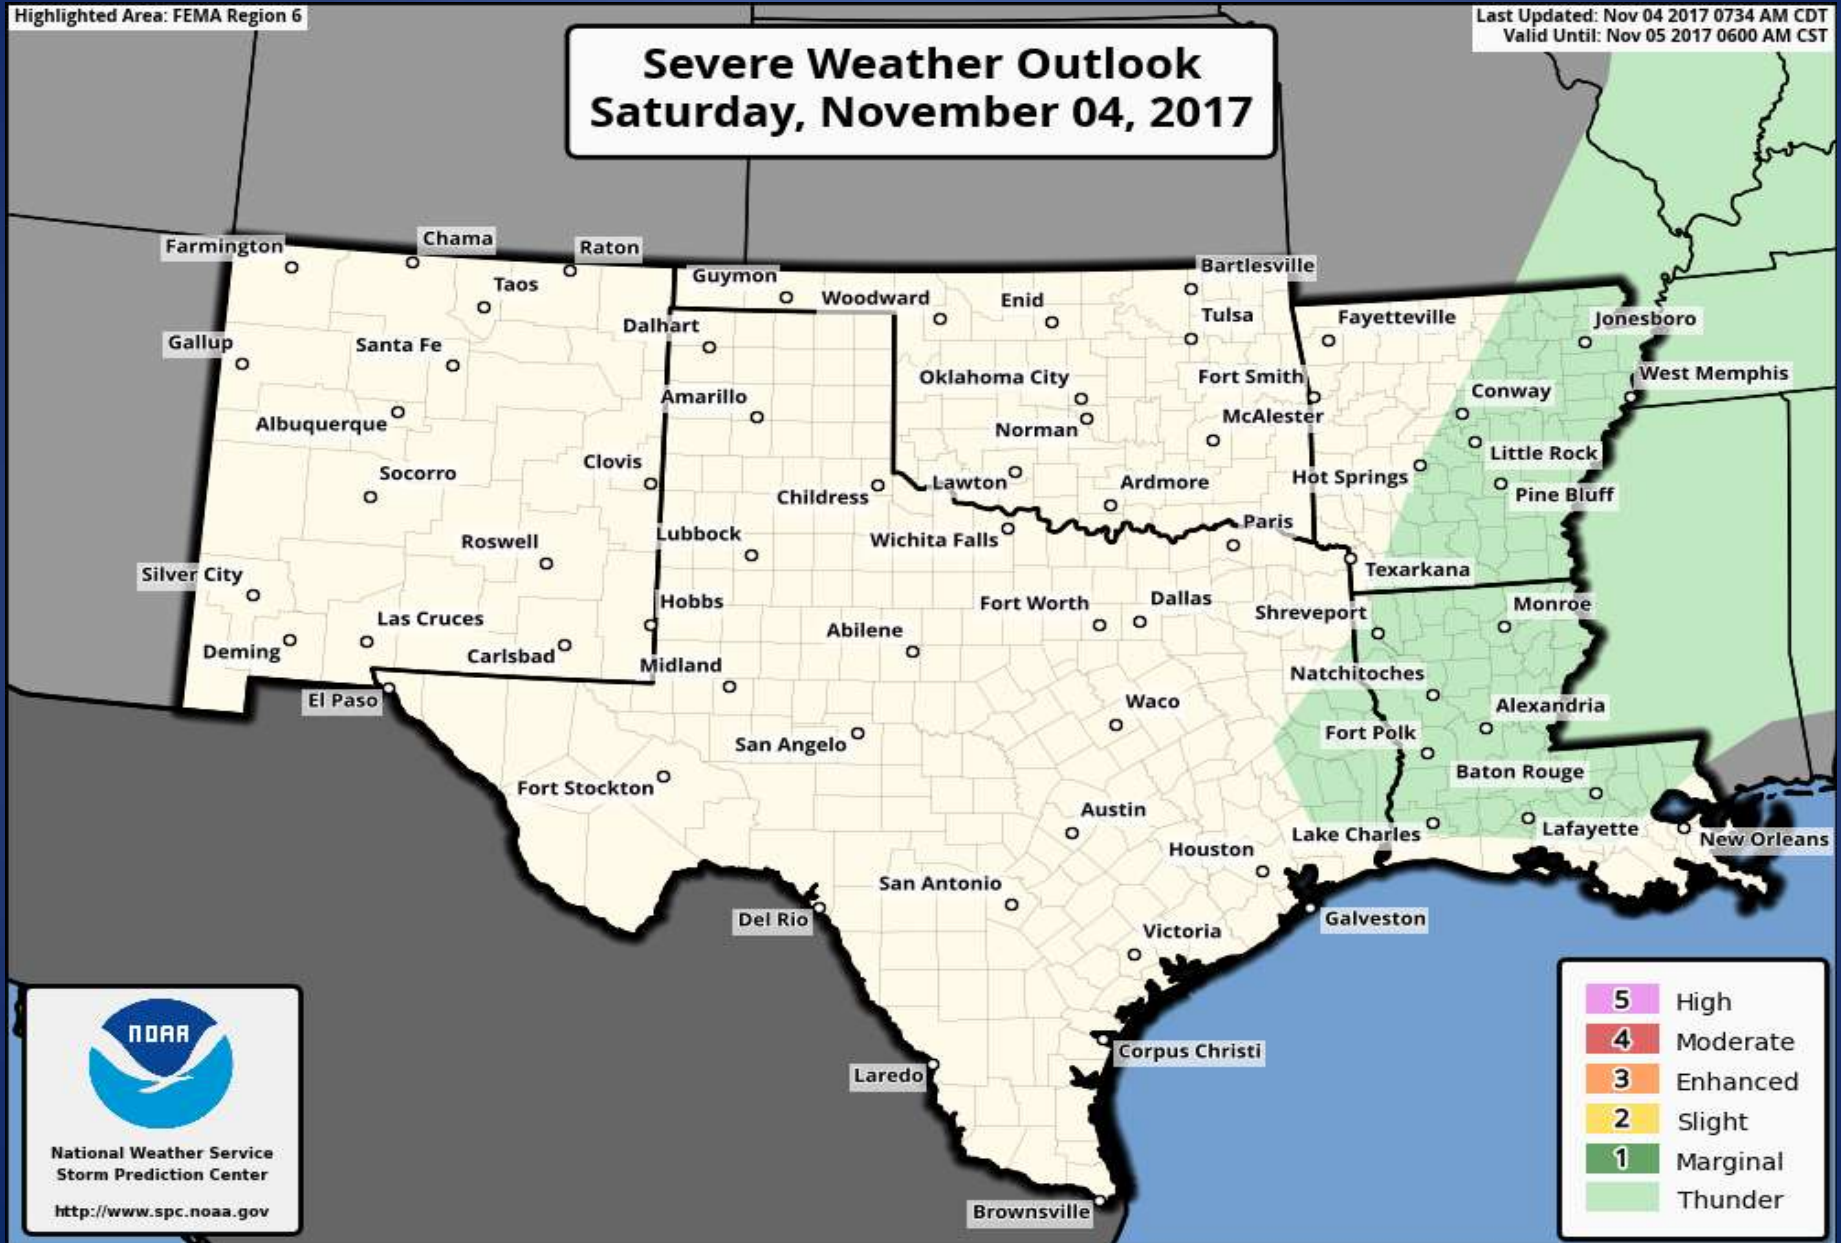 Highlighted Area: FEMA Region 6
Last Updated: Nov 04 2017 0734 AM CDT
Valid Until: Nov 05 2017 0600 AM CST
Severe Weather Outlook
Saturday, November 04, 2017
Farmington
Chama
Raton
Taos
Guymon
Woodward
Enid
Bartlesville
Tulsa
Fayetteville
Jonesboro
Gallup
Santa Fe
Dalhart
Albuquerque
Amarillo
Oklahoma City
Norman
Fort Smith
McAlester
Conway
West Memphis
Little Rock
Hot Springs
Pine Bluff
Socorro
Clovis
Childress
Lawton
Ardmore
Roswell
Lubbock
Wichita Falls
Paris
Texarkana
Silver City
Las Cruces
Hobbs
Fort Worth
Dallas
Shreveport
Monroe
Deming
Carlsbad
Midland
Abilene
Natchitoches
El Paso
San Angelo
Waco
Fort Polk
Alexandria
Fort Stockton
Baton Rouge
Austin
Lake Charles
Lafayette
New Orleans
Houston
San Antonio
Del Rio
Galveston
Victoria
Corpus Christi
Laredo
Brownsville
NOAA
National Weather Service
Storm Prediction Center
http://www.spc.noaa.gov
5 High
4 Moderate
3 Enhanced
2 Slight
1 Marginal
Thunder